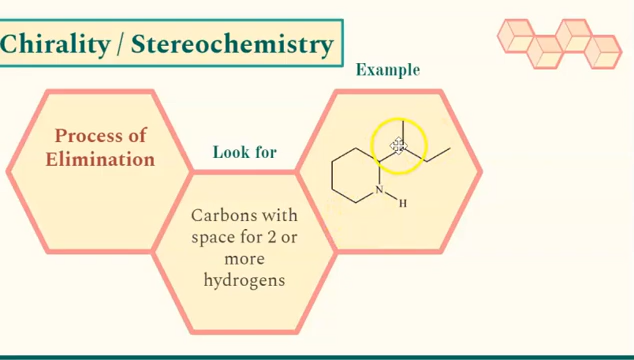 Chirality / Stereochemistry
Example
Process of
Elimination
Look for
Carbons with
space for 2 or
more
hydrogens
N
H